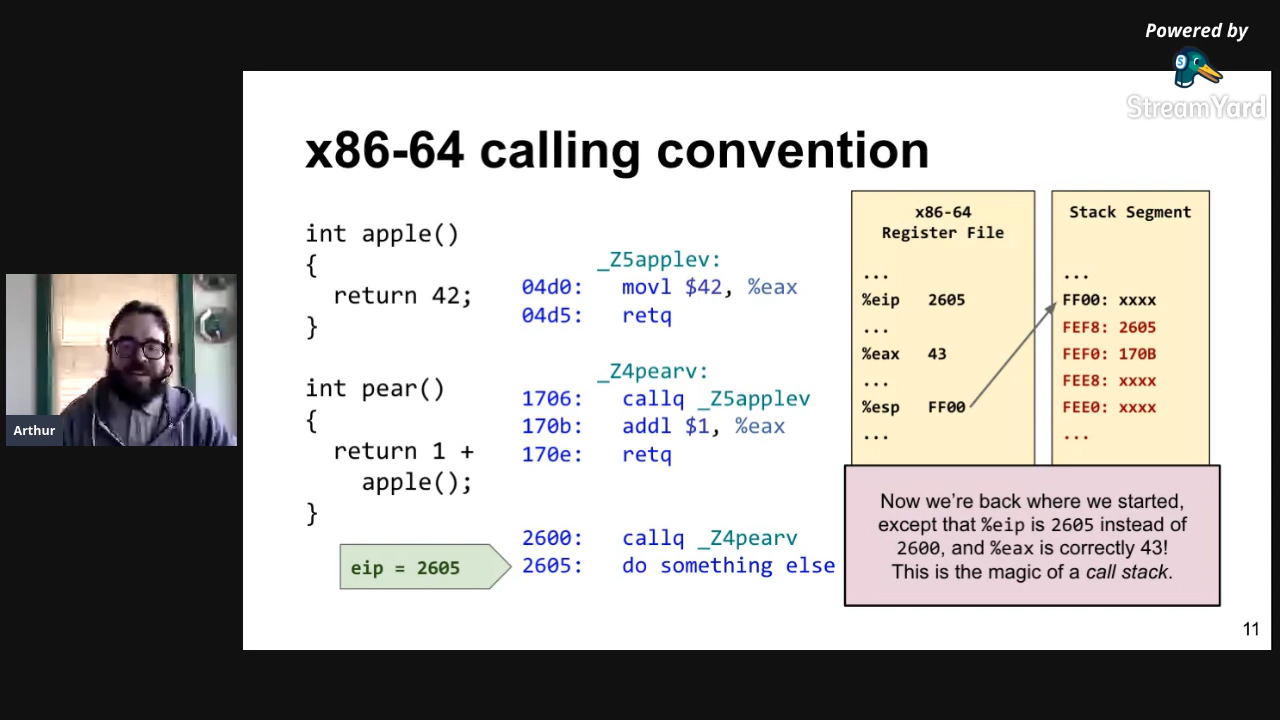 Powered by
StreamYard
x86-64 calling convention
int apple()
{
return 42;
}
int pear()
{
return 1 +
apple();
}
_Z5applev:
04d0: movl $42, %eax
04d5: retq
_Z4pearv:
1706: callq _Z5applev
170b: addl $1, %eax
170e: retq
2600: callq _Z4pearv
2605: do something else
eip = 2605
x86-64
Register File
...
%eip 2605
...
%eax 43
...
%esp FF00
...
Stack Segment
...
FF00: xxxx
FEF8: 2605
FEF0: 170B
FEE8: xxxx
FEE0: xxxx
...
Now we're back where we started,
except that %eip is 2605 instead of
2600, and %eax is correctly 43!
This is the magic of a call stack.
11
Arthur